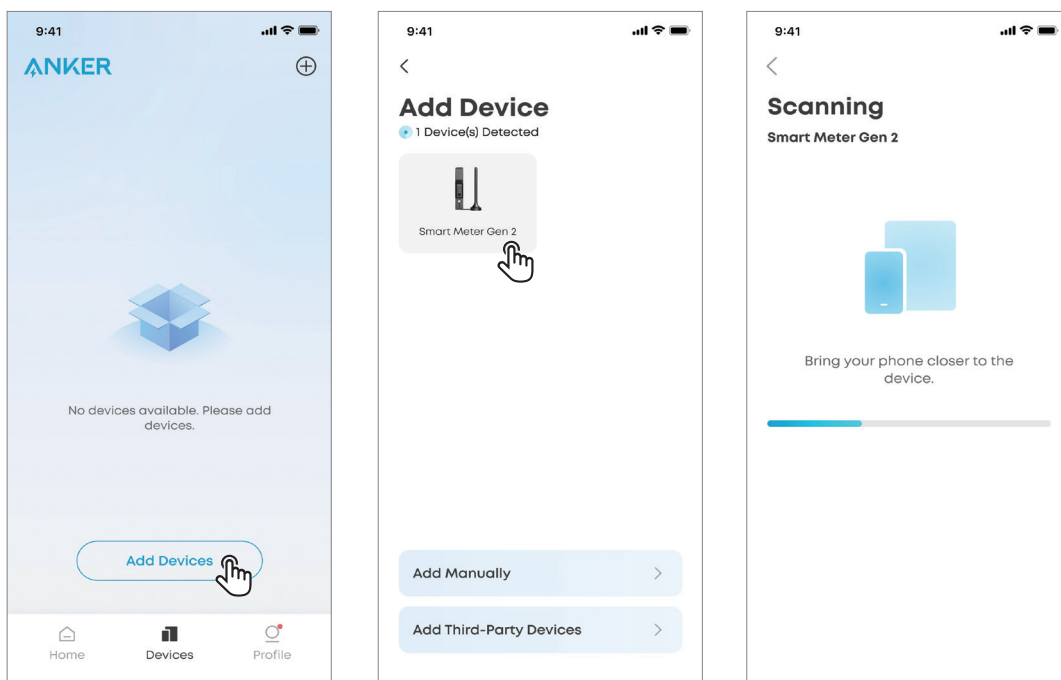 9:41
ANKER
No devices available. Please add
devices.
Add Devices
Home
Devices
Profile
9:41
Add Device
1 Device(s) Detected
Smart Meter Gen 2
Add Manually
Add Third-Party Devices
9:41
Scanning
Smart Meter Gen 2
Bring your phone closer to the
device.